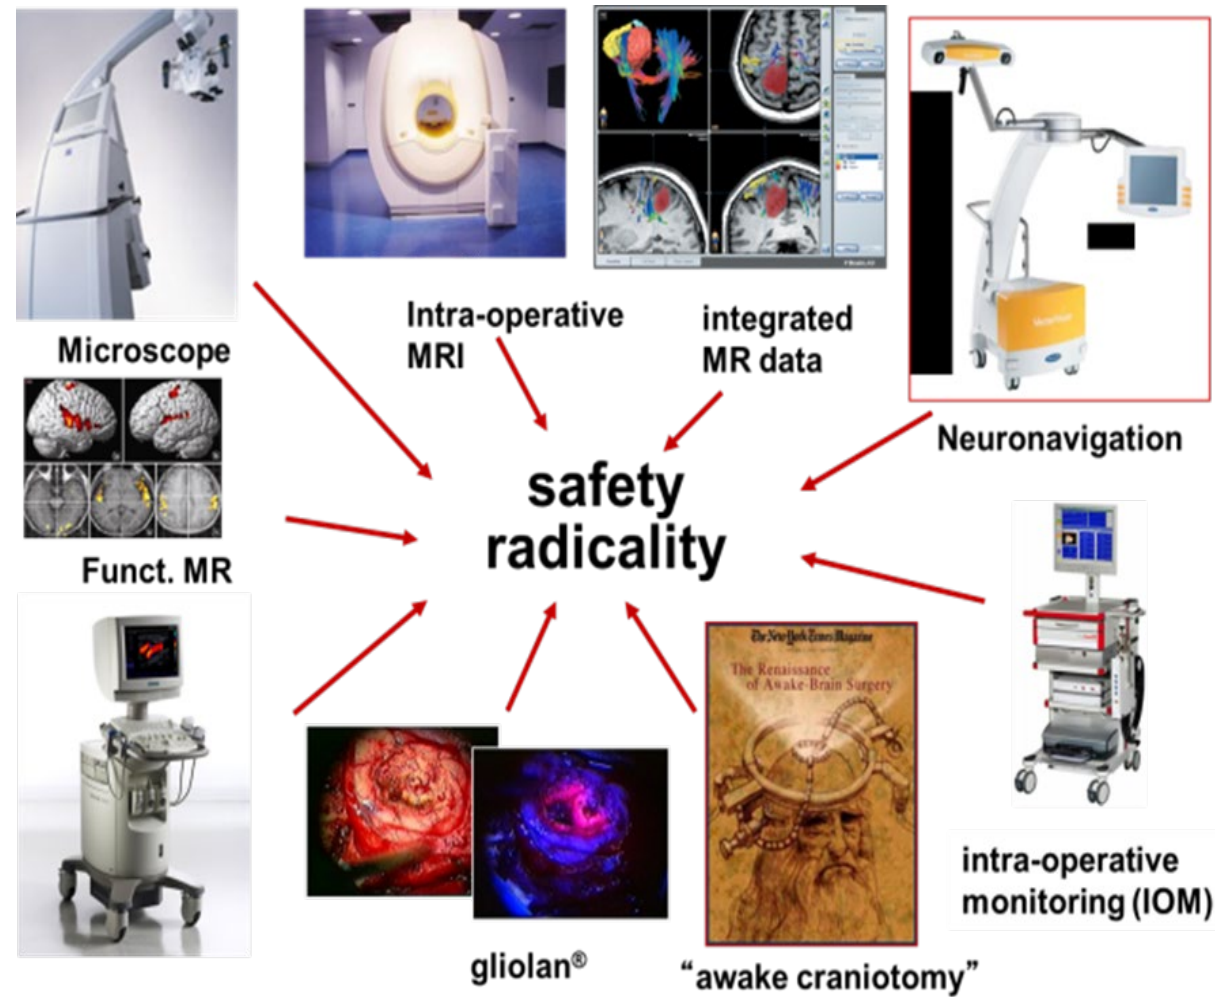 Microscope
Intra-operative
MRI
integrated
MR data
Neuronavigation
Funct. MR
safety
radicality
The New York Times Magazine
The Renaissance
of Awake-Brain Surgery
gliolan®
“awake craniotomy”
intra-operative
monitoring (IOM)